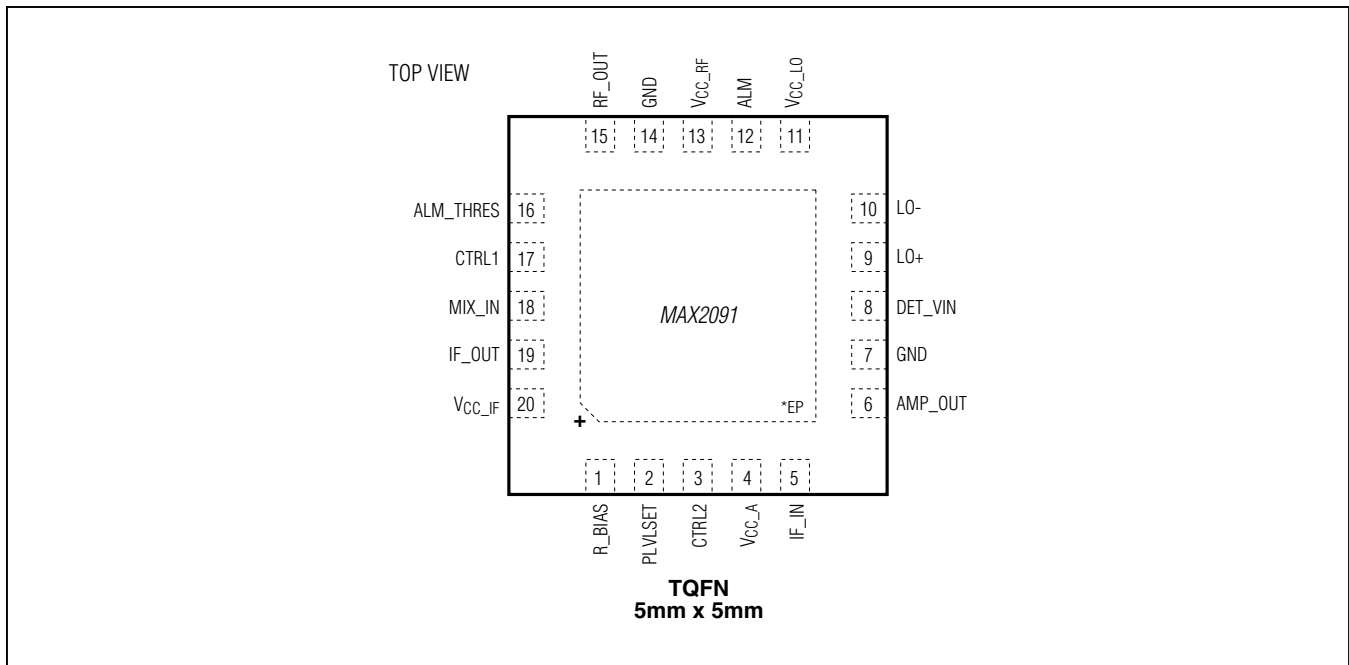 TOP VIEW
RF_OUT
GND
VCC_RF
ALM
VCC_LO
15 14 13 12 11
ALM_THRES 16
CTRL1 17
MIX_IN 18
IF_OUT 19
VCC_IF 20
10 LO-
9 LO+
8 DET_VIN
7 GND
6 AMP_OUT
MAX2091
*EP
+
1 2 3 4 5
R_BIAS
PLVLSET
CTRL2
VCC_A
IF_IN
TQFN
5mm x 5mm